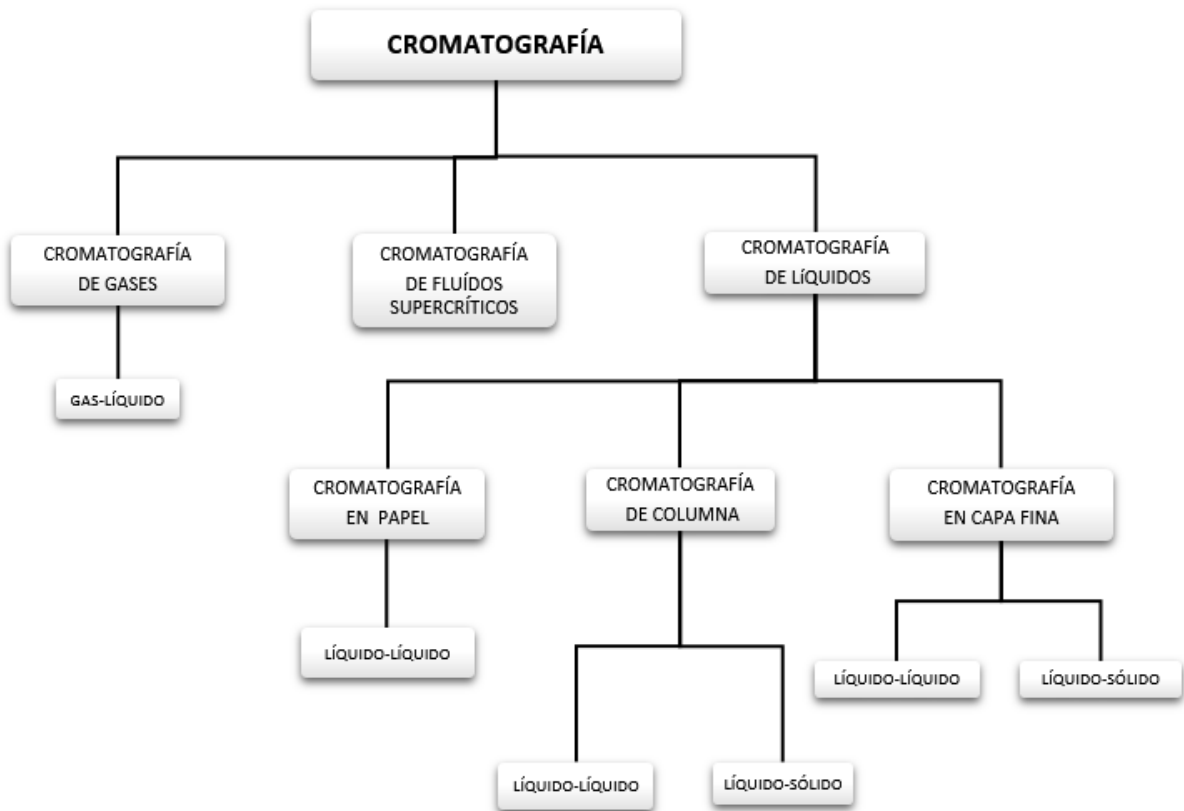 CROMATOGRAFÍA
CROMATOGRAFÍA
DE GASES
CROMATOGRAFÍA
DE FLUÍDOS
SUPERCRÍTICOS
CROMATOGRAFÍA
DE LíQUIDOS
GAS-LÍQUIDO
CROMATOGRAFÍA
EN PAPEL
CROMATOGRAFÍA
DE COLUMNA
CROMATOGRAFÍA
EN CAPA FINA
LÍQUIDO-LÍQUIDO
LÍQUIDO-LÍQUIDO
LÍQUIDO-SÓLIDO
LÍQUIDO-LÍQUIDO
LÍQUIDO-SÓLIDO